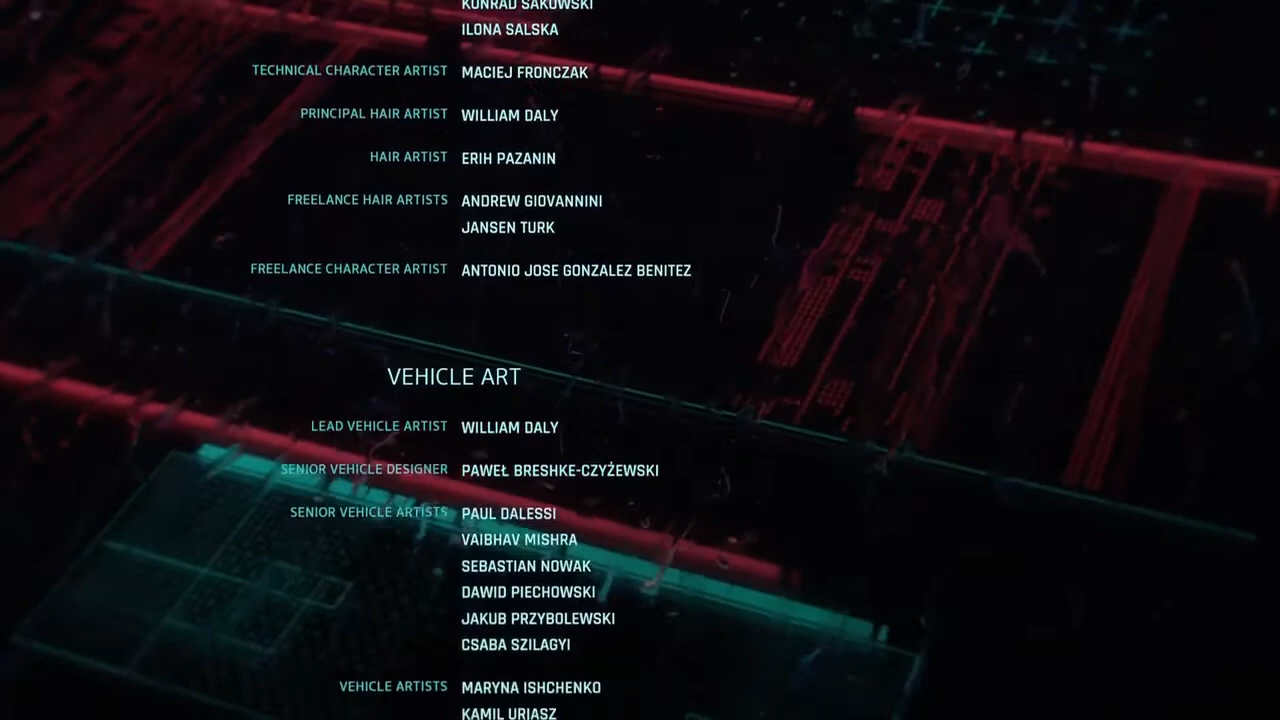 KONRAD SAKOWSKI
ILONA SALSKA
TECHNICAL CHARACTER ARTIST MACIEJ FRONCZAK
PRINCIPAL HAIR ARTIST WILLIAM DALY
HAIR ARTIST ERIH PAZANIN
FREELANCE HAIR ARTISTS ANDREW GIOVANNINI
JANSEN TURK
FREELANCE CHARACTER ARTIST ANTONIO JOSE GONZALEZ BENITEZ
VEHICLE ART
LEAD VEHICLE ARTIST WILLIAM DALY
SENIOR VEHICLE DESIGNER PAWEŁ BRESHKE-CZYŻEWSKI
SENIOR VEHICLE ARTISTS PAUL DALESSI
VAIBHAV MISHRA
SEBASTIAN NOWAK
DAWID PIECHOWSKI
JAKUB PRZYBOLEWSKI
CSABA SZILAGYI
VEHICLE ARTISTS MARYNA ISHCHENKO
KAMIL URIASZ